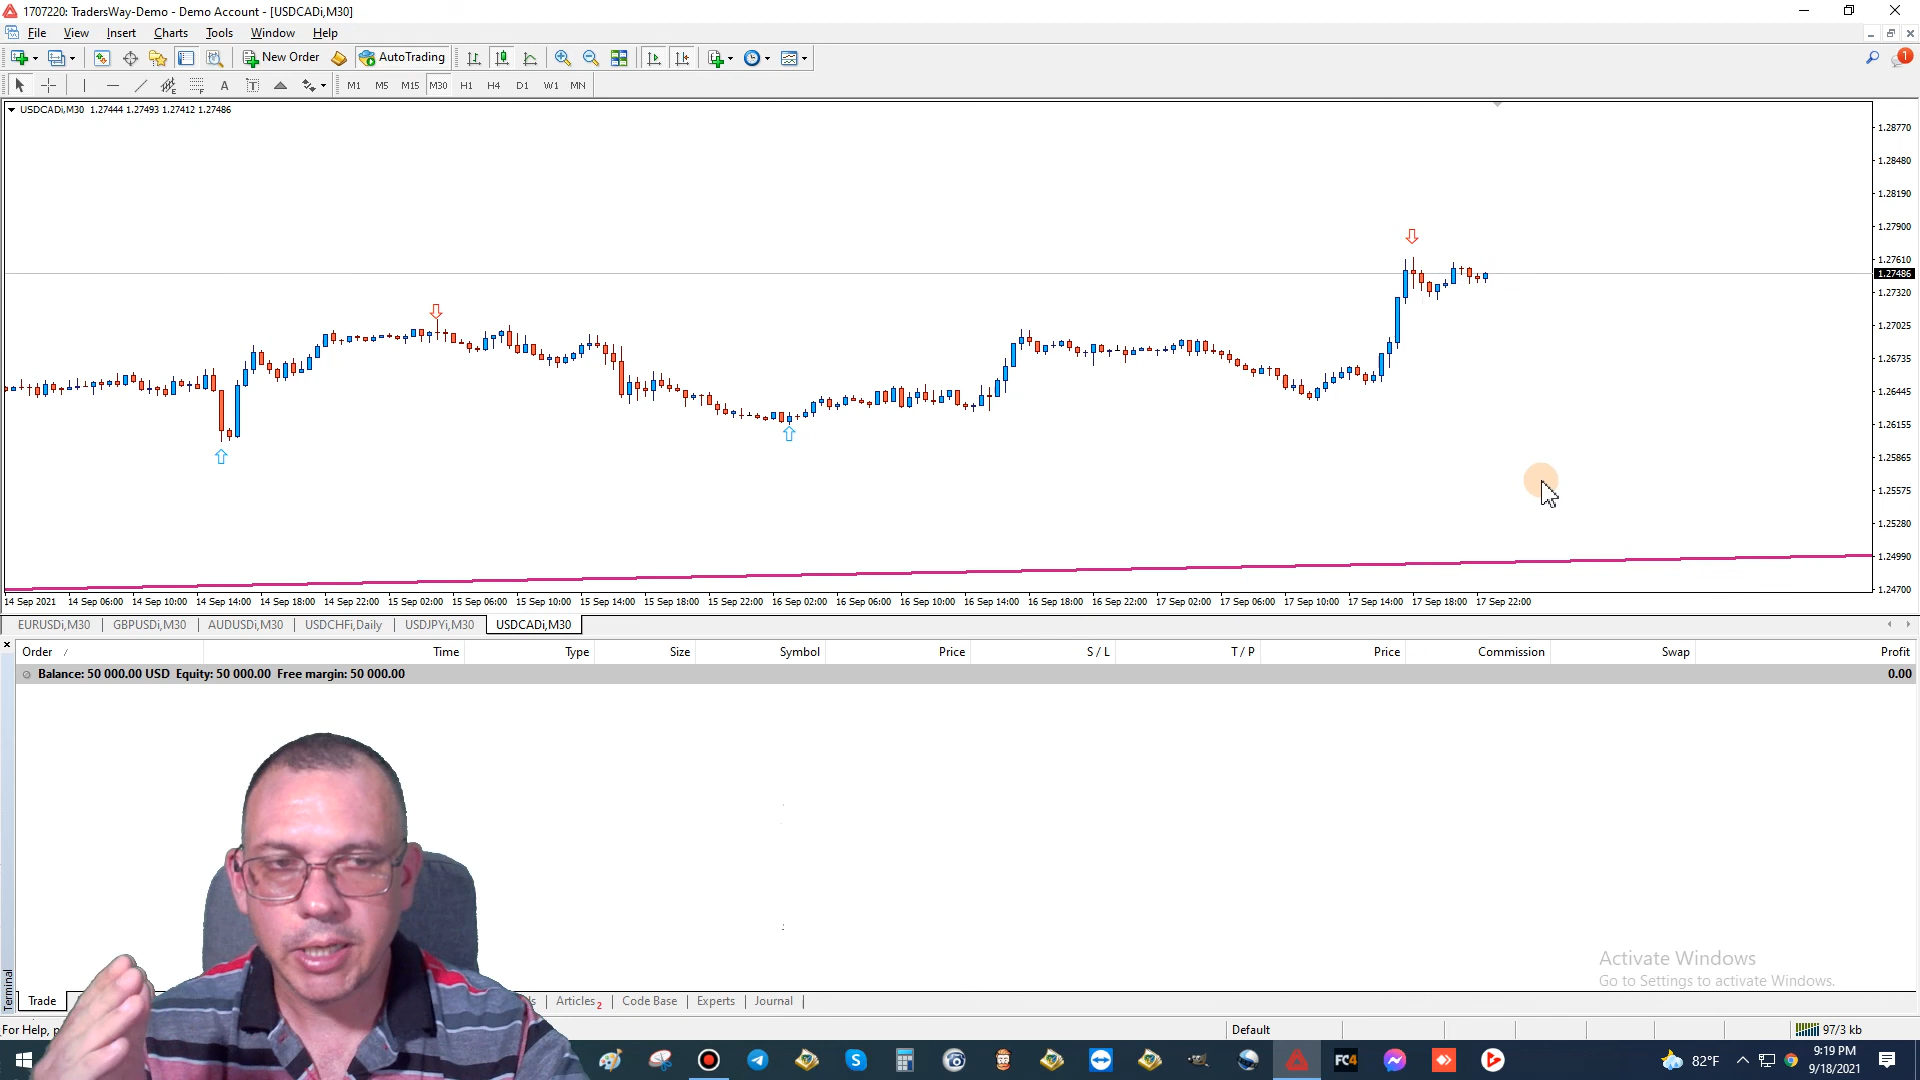 1707220: TradersWay-Demo - Demo Account - [USDCADi,M30]
File View Insert Charts Tools Window Help
New Order AutoTrading
1
A T M1 M5 M15 M30 H1 H4 D1 W1 MN
USDCADi,M30 1.27444 1.27493 1.27412 1.27486
1.28770
1.28480
1.28190
1.27900
1.27610
1.27486
1.27320
1.27025
1.26735
1.26445
1.26155
1.25865
1.25575
1.25280
1.24990
1.24700
14 Sep 2021 14 Sep 06:00 14 Sep 10:00 14 Sep 14:00 14 Sep 18:00 14 Sep 22:00 15 Sep 02:00 15 Sep 06:00 15 Sep 10:00 15 Sep 14:00 15 Sep 18:00 15 Sep 22:00 16 Sep 02:00 16 Sep 06:00 16 Sep 10:00 16 Sep 14:00 16 Sep 18:00 16 Sep 22:00 17 Sep 02:00 17 Sep 06:00 17 Sep 10:00 17 Sep 14:00 17 Sep 18:00 17 Sep 22:00
EURUSDi,M30 GBPUSDi,M30 AUDUSDi,M30 USDCHFi,Daily USDJPYi,M30 USDCADi,M30
Order Time Type Size Symbol Price S / L T / P Price Commission Swap Profit
Balance: 50 000.00 USD Equity: 50 000.00 Free margin: 50 000.00 0.00
Activate Windows
Go to Settings to activate Windows.
Terminal
Trade Articles 2 Code Base Experts Journal
For Help, Default 97/3 kb
FC4 82°F 9:19 PM
9/18/2021